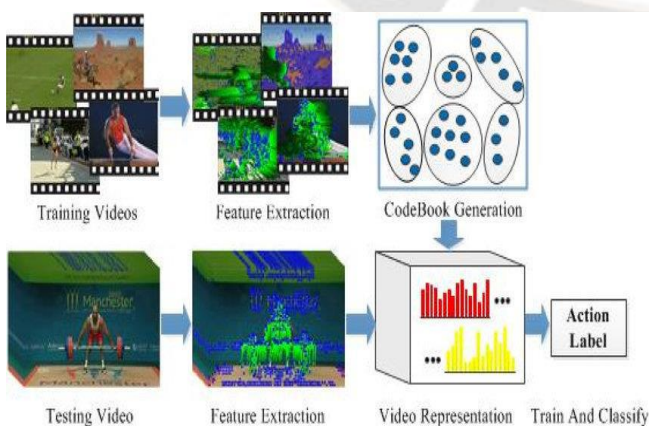 Training Videos
Feature Extraction
CodeBook Generation
Manchester
Action
Label
Testing Video
Feature Extraction
Video Representation
Train And Classify